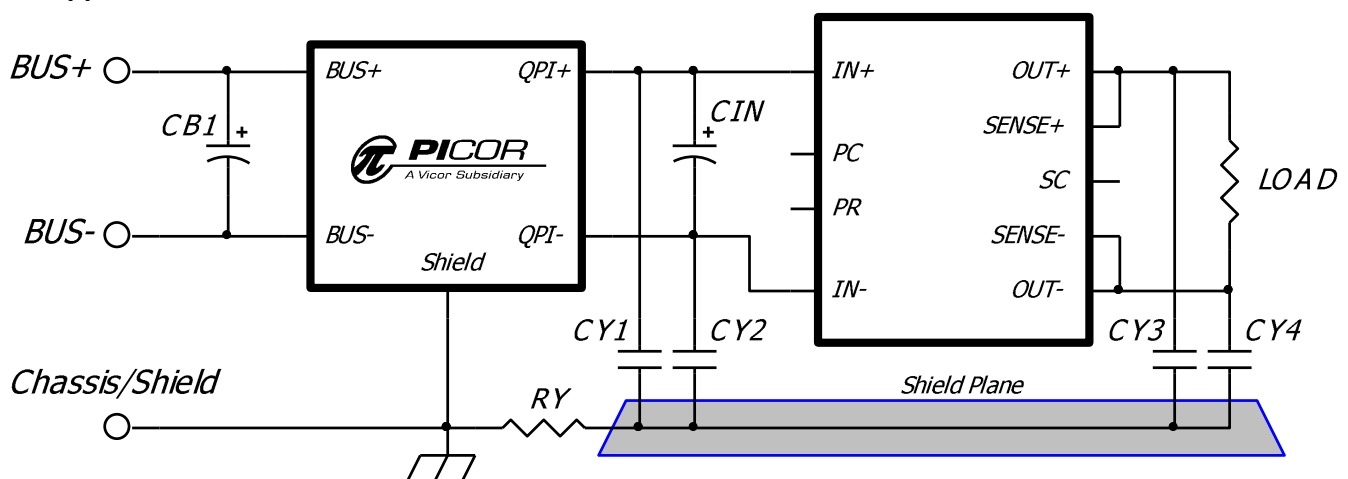 BUS+
BUS+
QPI+
IN+
OUT+
CB1
+
CIN
+
SENSE+
PICOR
A Vicor Subsidiary
PC
SC
LOAD
PR
BUS-
BUS-
QPI-
SENSE-
Shield
IN-
OUT-
CY1
CY2
CY3
CY4
Chassis/Shield
RY
Shield Plane